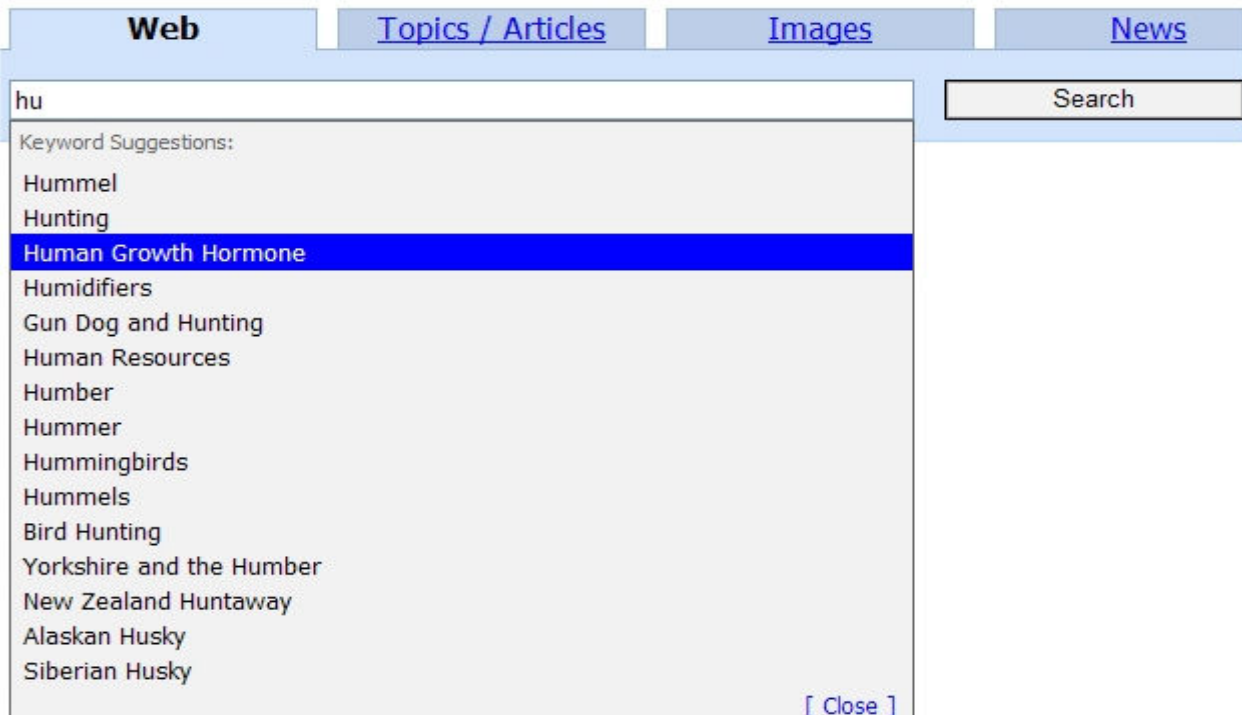 Web Topics / Articles Images News
hu Search
Keyword Suggestions:
Hummel
Hunting
Human Growth Hormone
Humidifiers
Gun Dog and Hunting
Human Resources
Humber
Hummer
Hummingbirds
Hummels
Bird Hunting
Yorkshire and the Humber
New Zealand Huntaway
Alaskan Husky
Siberian Husky
[ Close ]